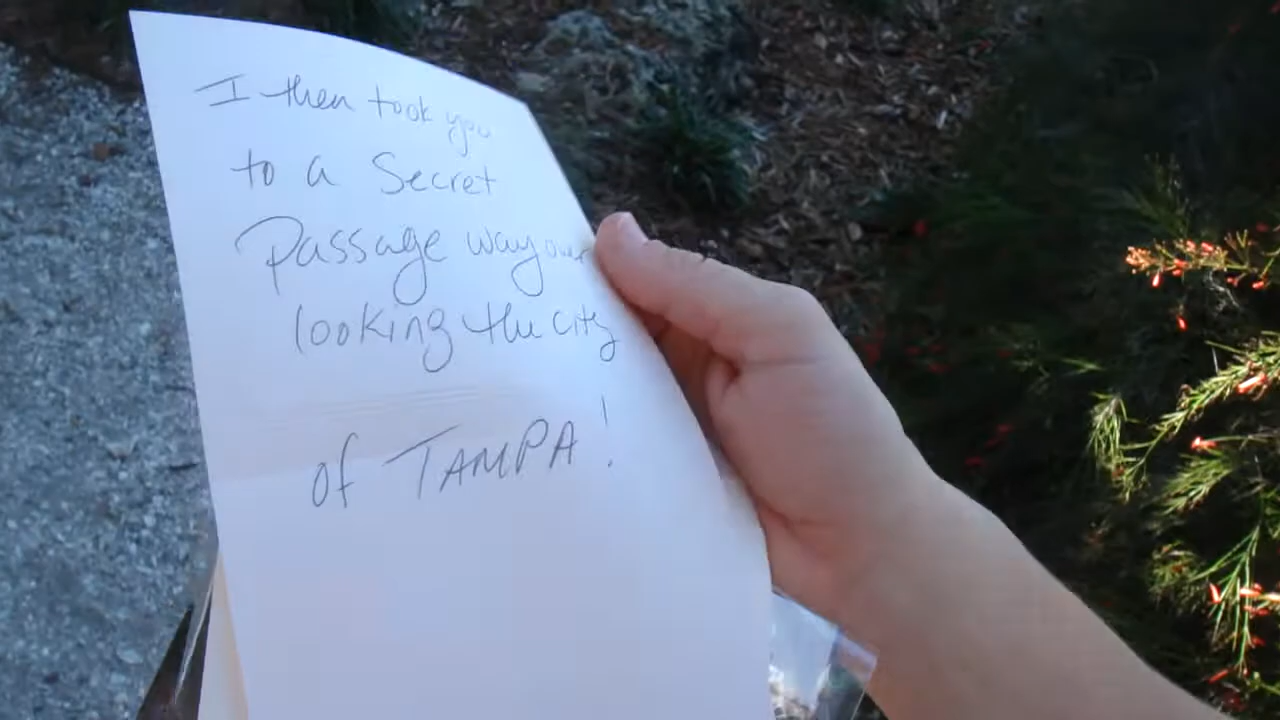 I then took you
to a Secret
Passage way over
looking the city
of TAMPA!